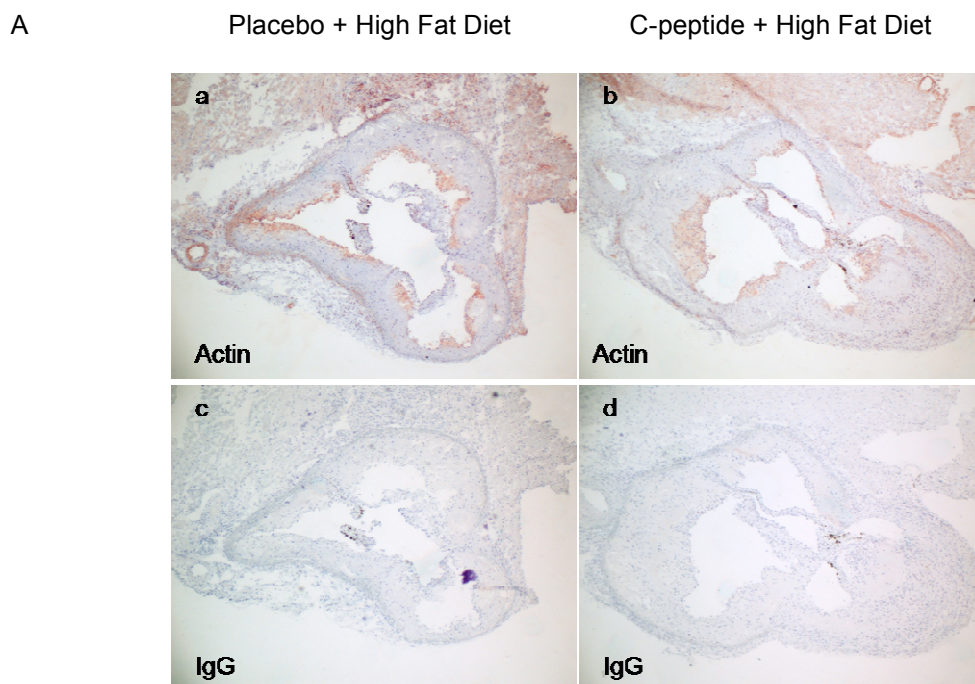 A
Placebo + High Fat Diet
C-peptide + High Fat Diet
a
b
Actin
Actin
c
d
IgG
IgG